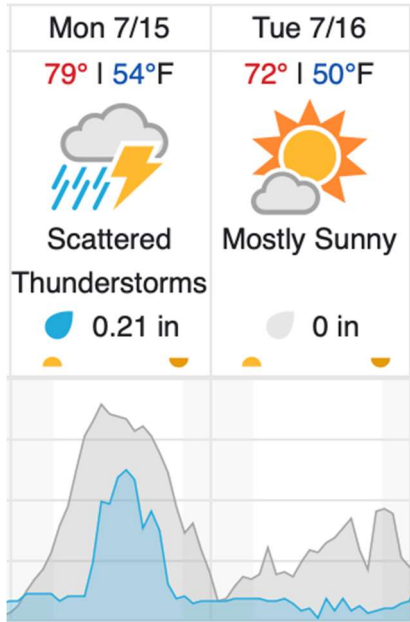 Mon 7/15
Tue 7/16
79° | 54°F
72° | 50°F
Scattered
Thunderstorms
Mostly Sunny
0.21 in
0 in